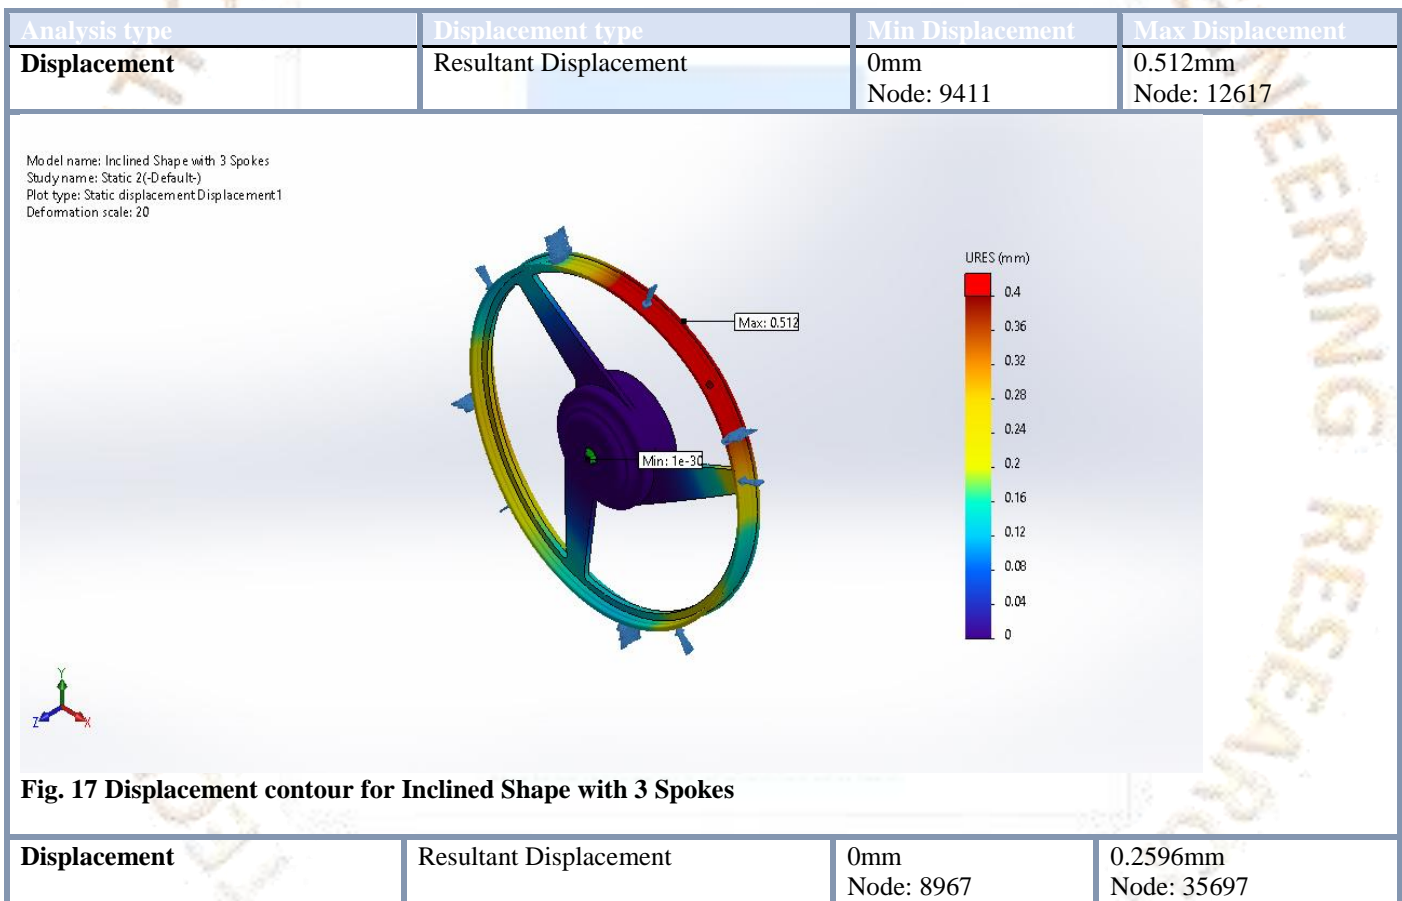 Analysis type Displacement type Min Displacement Max Displacement
Displacement Resultant Displacement 0mm 0.512mm
Node: 9411 Node: 12617
Model name: Inclined Shape with 3 Spokes
Study name: Static 2(-Default-)
Plot type: Static displacement Displacement1
Deformation scale: 20
URES (mm)
0.4
Max: 0.512
0.36
0.32
0.28
0.24
Min: 1e-30
0.2
0.16
0.12
0.08
0.04
0
Y
Z X
Fig. 17 Displacement contour for Inclined Shape with 3 Spokes
Displacement Resultant Displacement 0mm 0.2596mm
Node: 8967 Node: 35697
NEERING RESEARC